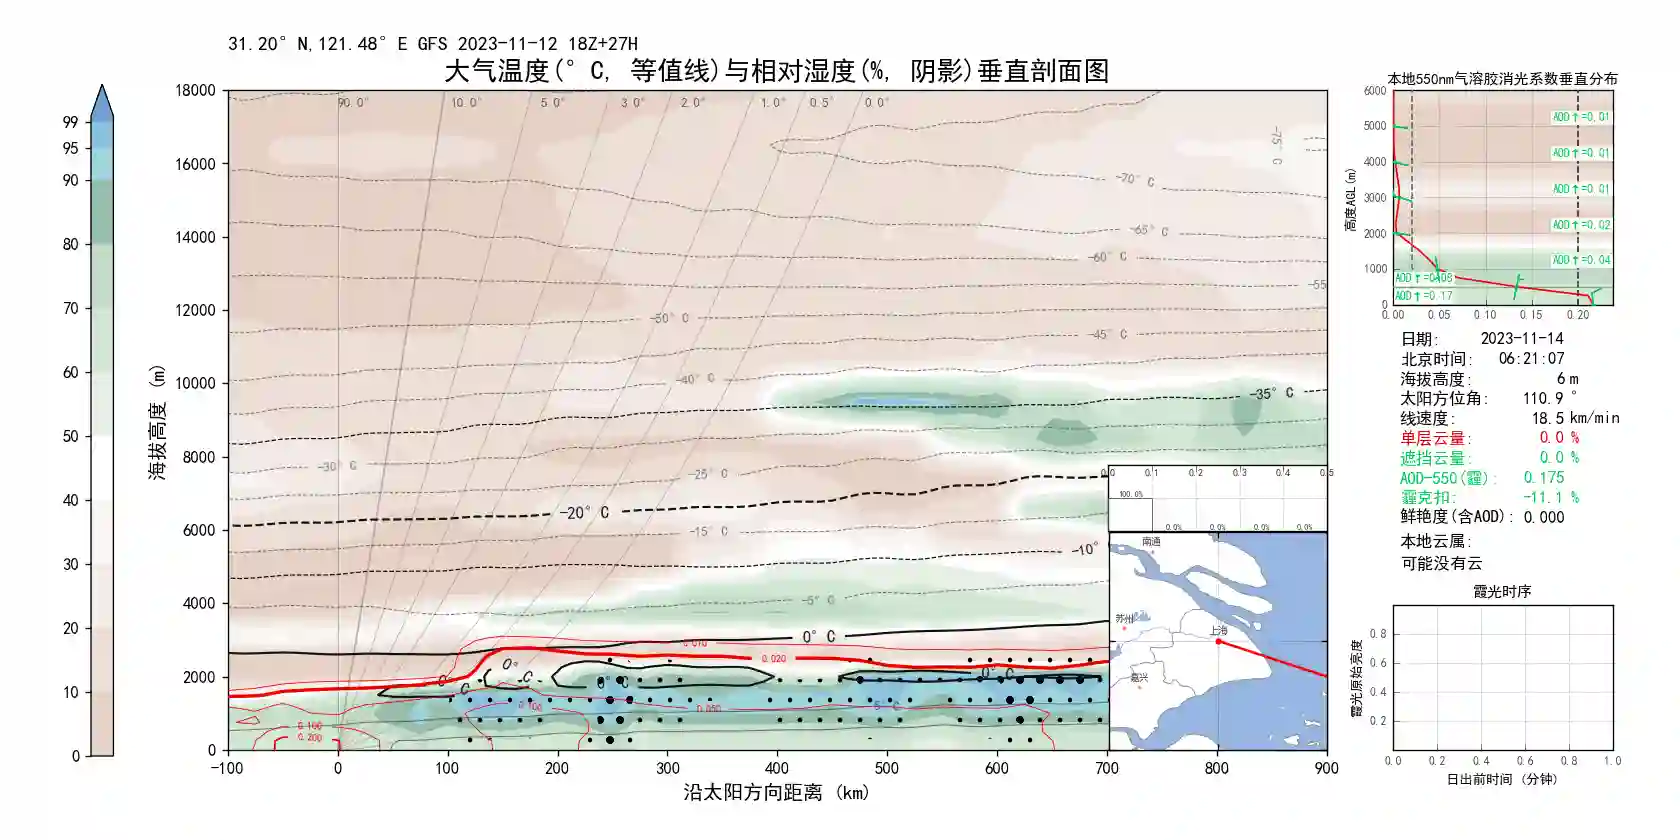 31.20° N,121.48° E GFS 2023-11-12 18Z+27H
大气温度(° C, 等值线)与相对湿度(%, 阴影)垂直剖面图
99
95
90
80
70
60
50
40
30
20
10
0
海拔高度 (m)
18000
16000
14000
12000
10000
8000
6000
4000
2000
0
90.0° 10.0° 5.0° 3.0° 2.0° 1.0° 0.5° 0.0°
-75° C
-70° C
-65° C
-60° C
-55
-50° C
-45° C
-40° C
-35° C
-30° C
-25° C
-20° C
-15° C
-10°
-5° C
0° C
0.020
0°
C
C
C
0° C
0° C
0.100
0.050
5° C
0.100
0.200
-100 0 100 200 300 400 500 600 700 800 900
沿太阳方向距离 (km)
0.0 0.1 0.2 0.3 0.4 0.5
100.0%
0.0% 0.0% 0.0% 0.0%
南通
苏州
上海
嘉兴
本地550nm气溶胶消光系数垂直分布
高度AGL(m)
6000
5000
4000
3000
2000
1000
0
AOD↑=0.01
AOD↑=0.01
AOD↑=0.01
AOD↑=0.02
AOD↑=0.04
AOD↑=0.08
AOD↑=0.17
0.00 0.05 0.10 0.15 0.20
日期: 2023-11-14
北京时间: 06:21:07
海拔高度: 6 m
太阳方位角: 110.9 °
线速度: 18.5 km/min
单层云量: 0.0 %
遮挡云量: 0.0 %
AOD-550(霾): 0.175
霾克扣: -11.1 %
鲜艳度(含AOD): 0.000
本地云属:
可能没有云
霞光时序
霞光原始亮度
0.8
0.6
0.4
0.2
0.0 0.2 0.4 0.6 0.8 1.0
日出前时间 (分钟)